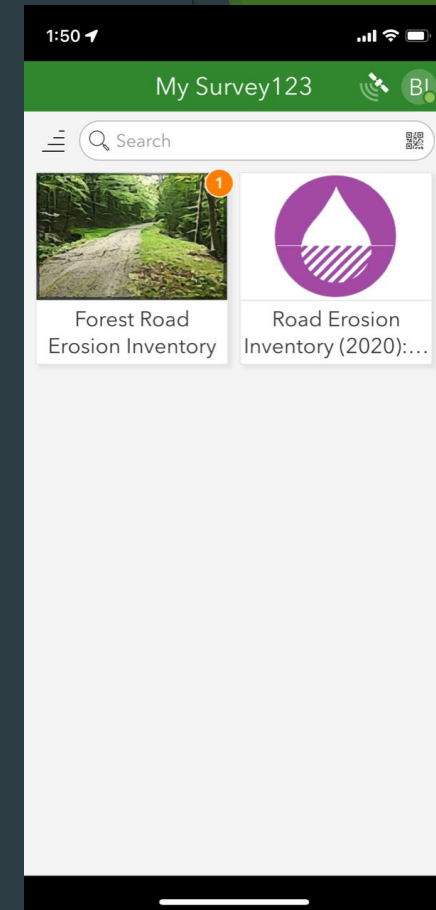 1:50
My Survey123
BI
Search
1
Forest Road
Erosion Inventory
Road Erosion
Inventory (2020):...